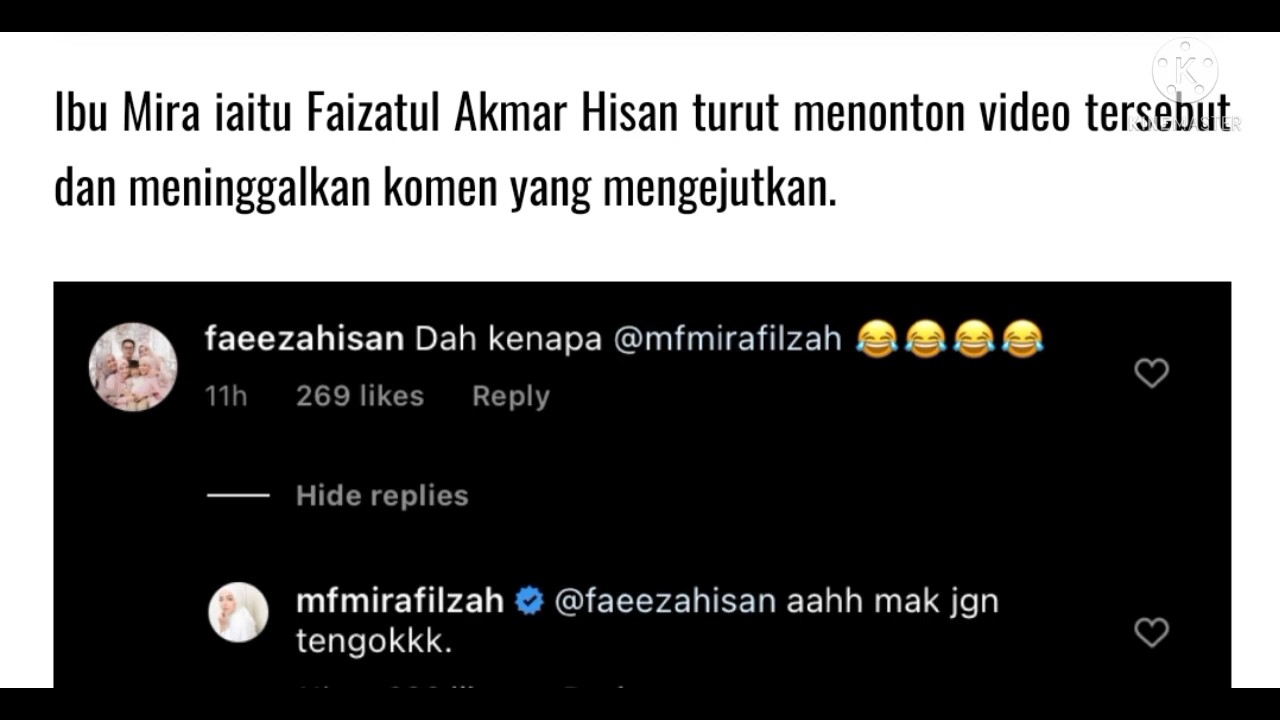 Ibu Mira iaitu Faizatul Akmar Hisan turut menonton video tersebut
KINEMASTER
dan meninggalkan komen yang mengejutkan.
faeezahisan Dah kenapa @mfmirafilzah 😂😂😂😂
11h 269 likes Reply
Hide replies
mfmirafilzah @faeezahisan aahh mak jgn
tengokkk.